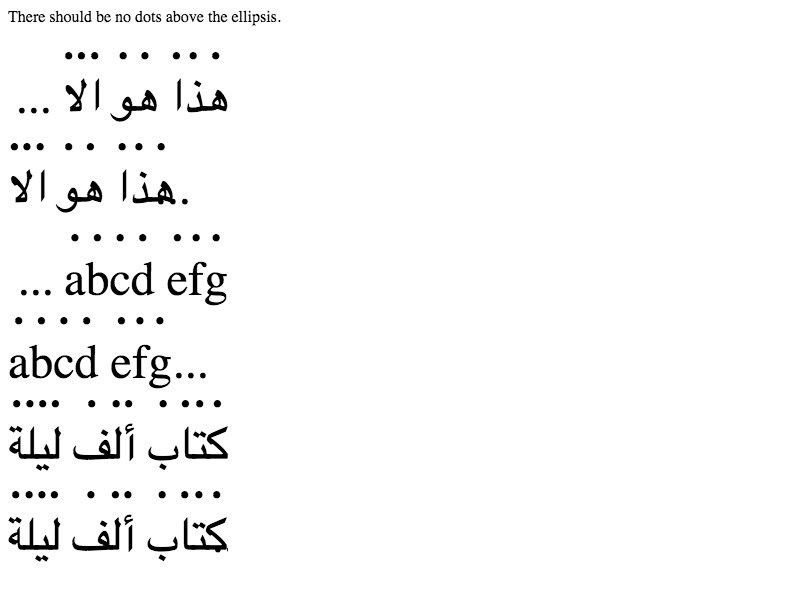 There should be no dots above the ellipsis.
هذا هو الا ...
هذا هو الا.
... abcd efg
abcd efg...
كتاب ألف ليلة
كتاب ألف ليلة